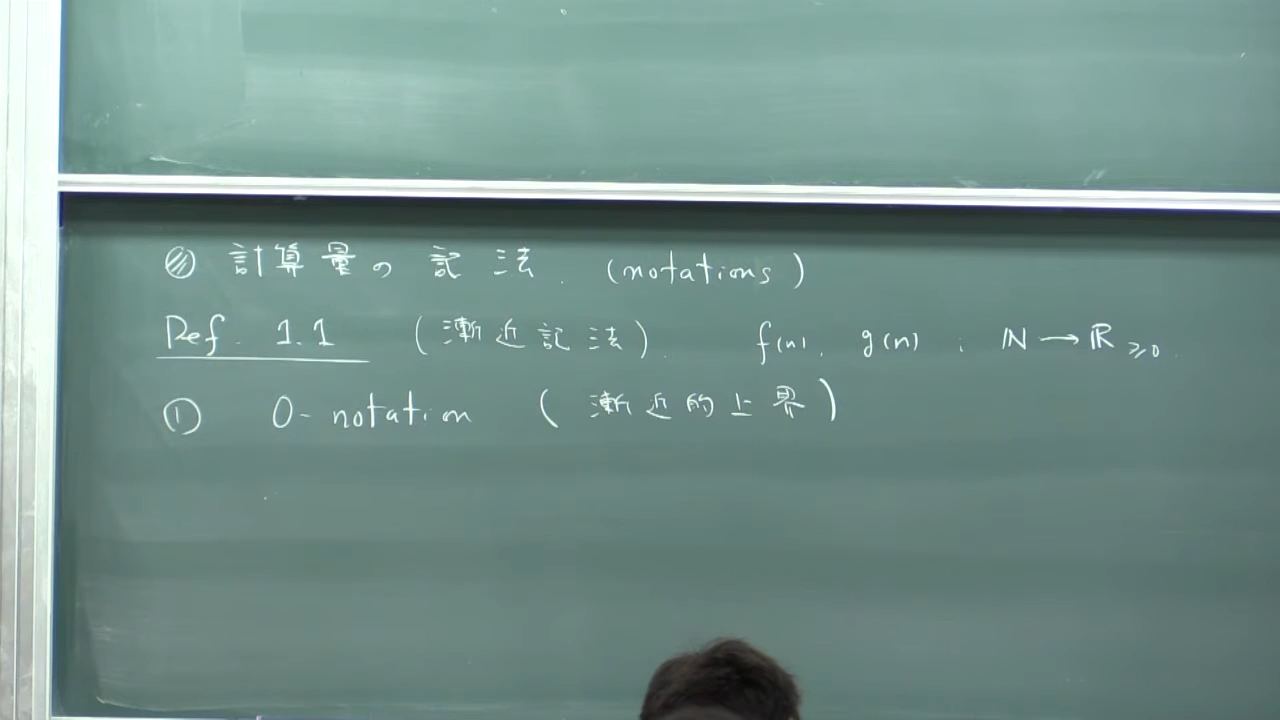 計算量の記法. (notations)
Def. 1.1 (漸近記法). f(n), g(n) : ℕ → ℝ≥0.
① O-notation (漸近的上界)